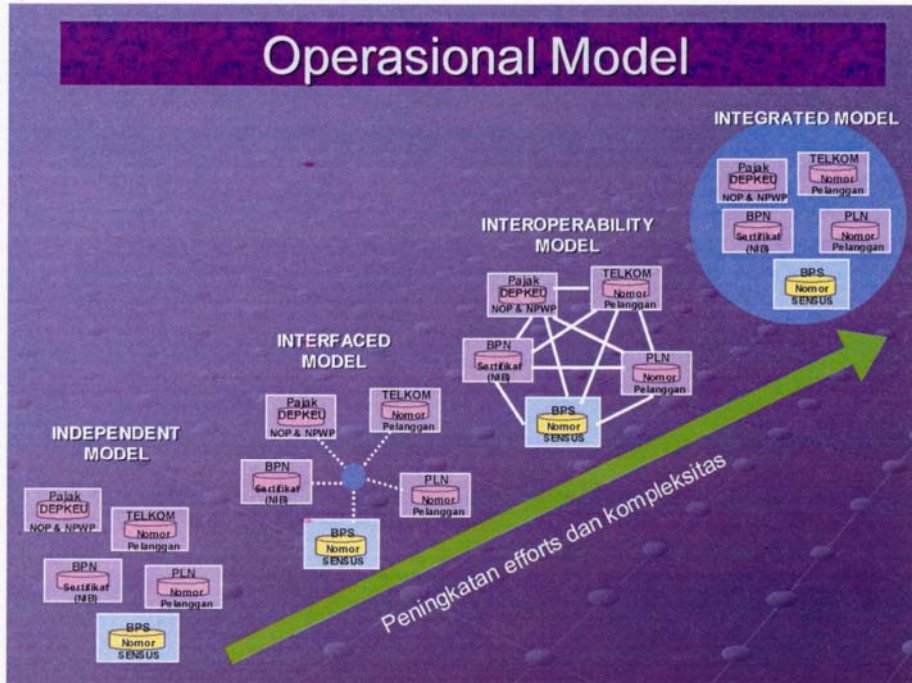 Operasional Model
INTEGRATED MODEL
Pajak
DEPKEU
NOP & NPWP
TELKOM
Nomor
Pelanggan
BPN
Sertifikat
(NIB)
PLN
Nomor
Pelanggan
BPS
Nomor
SENSUS
INTEROPERABILITY
MODEL
Pajak
DEPKEU
NOP & NPWP
TELKOM
Nomor
Pelanggan
BPN
Sertifikat
(NIB)
PLN
Nomor
Pelanggan
BPS
Nomor
SENSUS
INTERFACED
MODEL
Pajak
DEPKEU
NOP & NPWP
TELKOM
Nomor
Pelanggan
BPN
Sertifikat
(NIB)
PLN
Nomor
Pelanggan
BPS
Nomor
SENSUS
INDEPENDENT
MODEL
Pajak
DEPKEU
NOP & NPWP
TELKOM
Nomor
Pelanggan
BPN
Sertifikat
(NIB)
PLN
Nomor
Pelanggan
BPS
Nomor
SENSUS
Peningkatan efforts dan kompleksitas